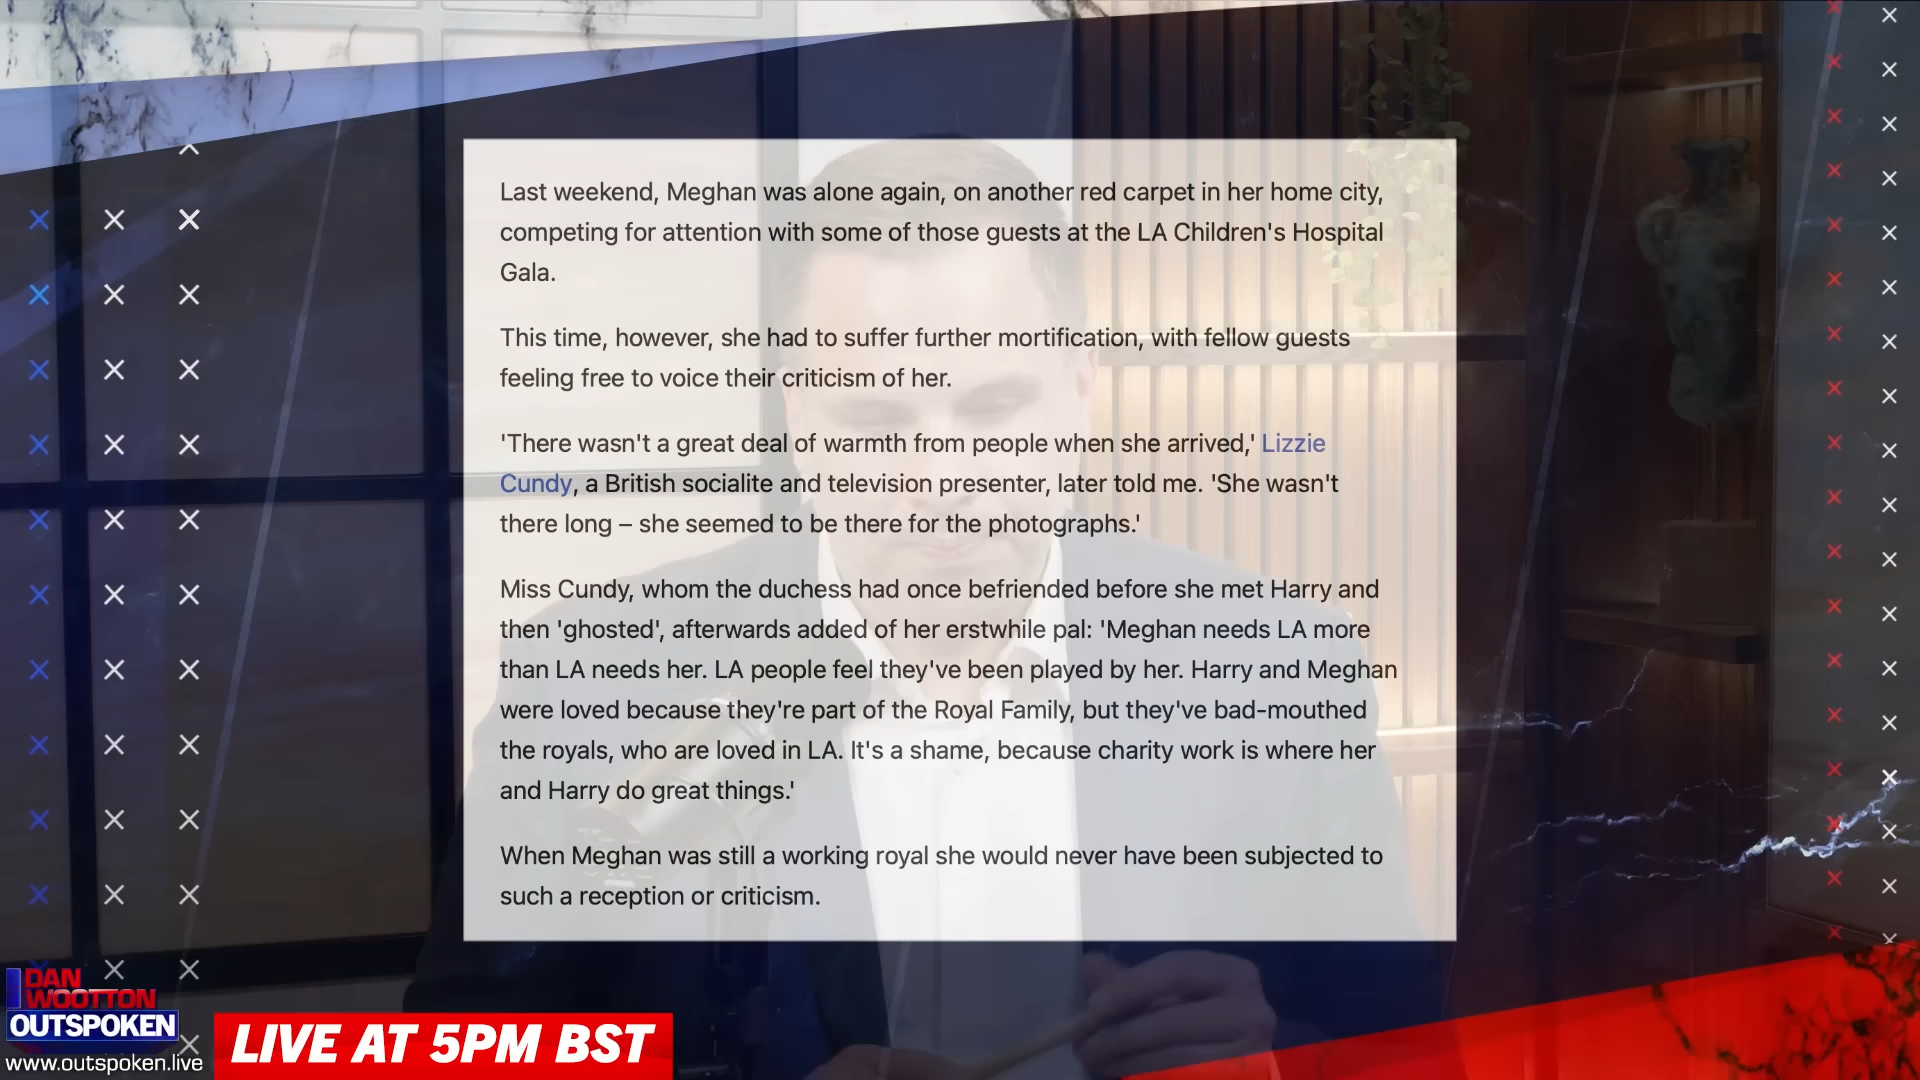 Last weekend, Meghan was alone again, on another red carpet in her home city,
competing for attention with some of those guests at the LA Children's Hospital
Gala.
This time, however, she had to suffer further mortification, with fellow guests
feeling free to voice their criticism of her.
'There wasn't a great deal of warmth from people when she arrived,' Lizzie
Cundy, a British socialite and television presenter, later told me. 'She wasn't
there long – she seemed to be there for the photographs.'
Miss Cundy, whom the duchess had once befriended before she met Harry and
then 'ghosted', afterwards added of her erstwhile pal: 'Meghan needs LA more
than LA needs her. LA people feel they've been played by her. Harry and Meghan
were loved because they're part of the Royal Family, but they've bad-mouthed
the royals, who are loved in LA. It's a shame, because charity work is where her
and Harry do great things.'
When Meghan was still a working royal she would never have been subjected to
such a reception or criticism.
DAN
WOOTTON
OUTSPOKEN
www.outspoken.live
LIVE AT 5PM BST